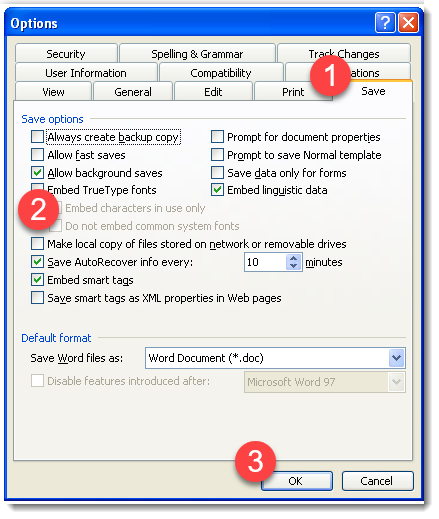 Options
Security Spelling & Grammar Track Changes
User Information Compatibility ations
View General Edit Print Save
1
Save options
Always create backup copy Prompt for document properties
Allow fast saves Prompt to save Normal template
Allow background saves Save data only for forms
Embed TrueType fonts Embed linguistic data
2 Embed characters in use only
Do not embed common system fonts
Make local copy of files stored on network or removable drives
Save AutoRecover info every: 10 minutes
Embed smart tags
Save smart tags as XML properties in Web pages
Default format
Save Word files as: Word Document (*.doc)
Disable features introduced after: Microsoft Word 97
3 OK Cancel